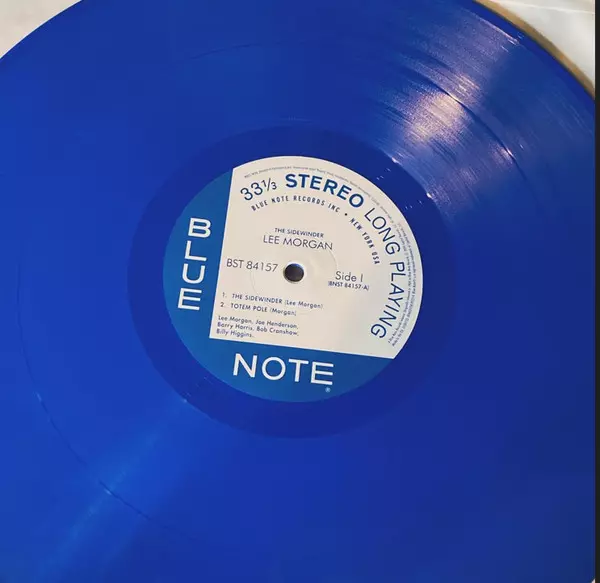 33⅓ STEREO LONG PLAYING
BLUE NOTE RECORDS INC • NEW YORK USA
THE SIDEWINDER
LEE MORGAN
BST 84157
Side I
(BNST 84157-A)
1. THE SIDEWINDER (Lee Morgan)
2. TOTEM POLE (Morgan)
Lee Morgan, Joe Henderson,
Barry Harris, Bob Cranshaw,
Billy Higgins.
BLUE
NOTE
®